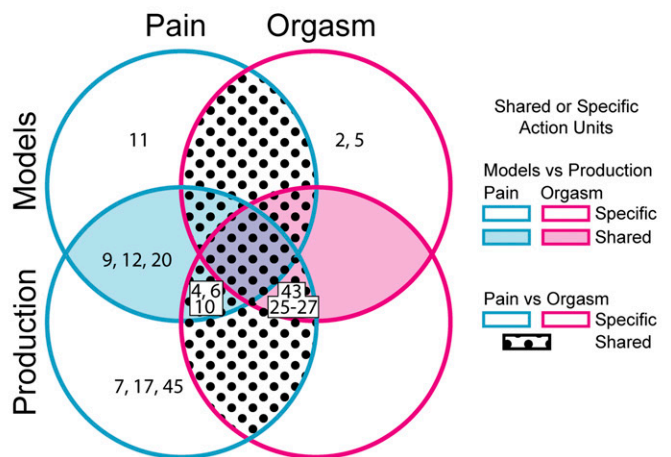 Pain Orgasm
Models
Production
11
2, 5
9, 12, 20
4, 6
10
43
25-27
7, 17, 45
Shared or Specific
Action Units
Models vs Production
Pain Orgasm
Specific
Shared
Pain vs Orgasm
Specific
Shared